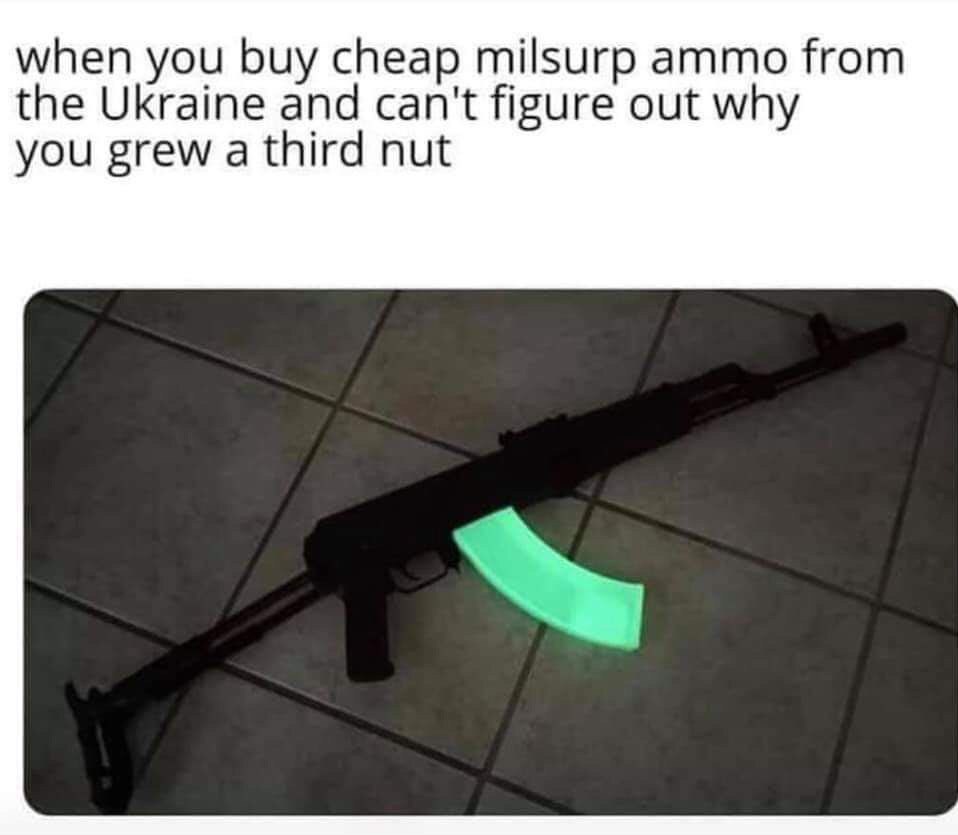 when you buy cheap milsurp ammo from
the Ukraine and can't figure out why
you grew a third nut